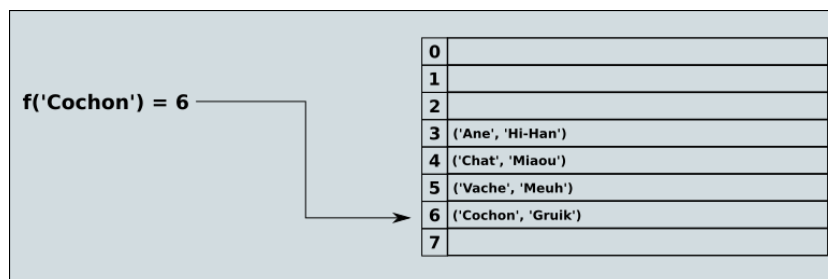 f('Cochon') = 6
0
1
2
3 ('Ane', 'Hi-Han')
4 ('Chat', 'Miaou')
5 ('Vache', 'Meuh')
6 ('Cochon', 'Gruik')
7